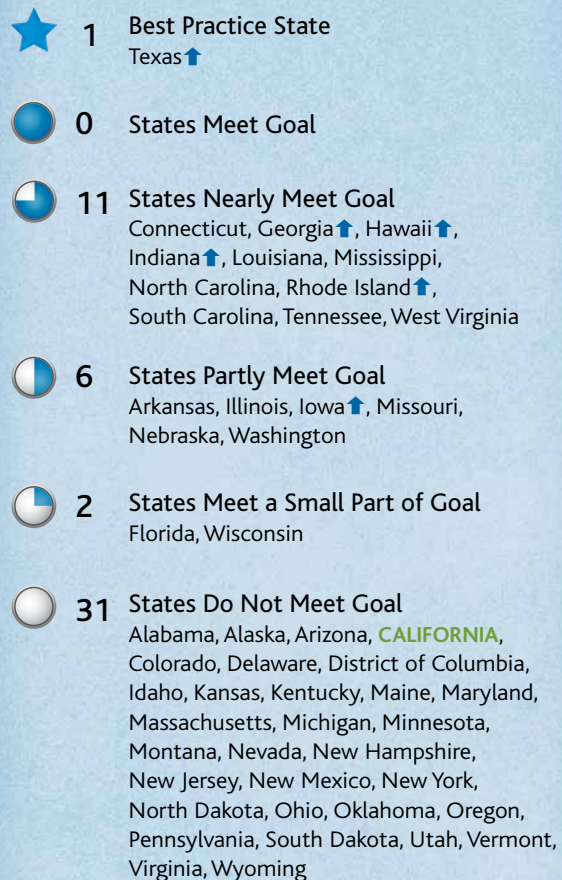 1 Best Practice State
Texas⬆
0 States Meet Goal
11 States Nearly Meet Goal
Connecticut, Georgia⬆, Hawaii⬆,
Indiana⬆, Louisiana, Mississippi,
North Carolina, Rhode Island⬆,
South Carolina, Tennessee, West Virginia
6 States Partly Meet Goal
Arkansas, Illinois, Iowa⬆, Missouri,
Nebraska, Washington
2 States Meet a Small Part of Goal
Florida, Wisconsin
31 States Do Not Meet Goal
Alabama, Alaska, Arizona, CALIFORNIA,
Colorado, Delaware, District of Columbia,
Idaho, Kansas, Kentucky, Maine, Maryland,
Massachusetts, Michigan, Minnesota,
Montana, Nevada, New Hampshire,
New Jersey, New Mexico, New York,
North Dakota, Ohio, Oklahoma, Oregon,
Pennsylvania, South Dakota, Utah, Vermont,
Virginia, Wyoming